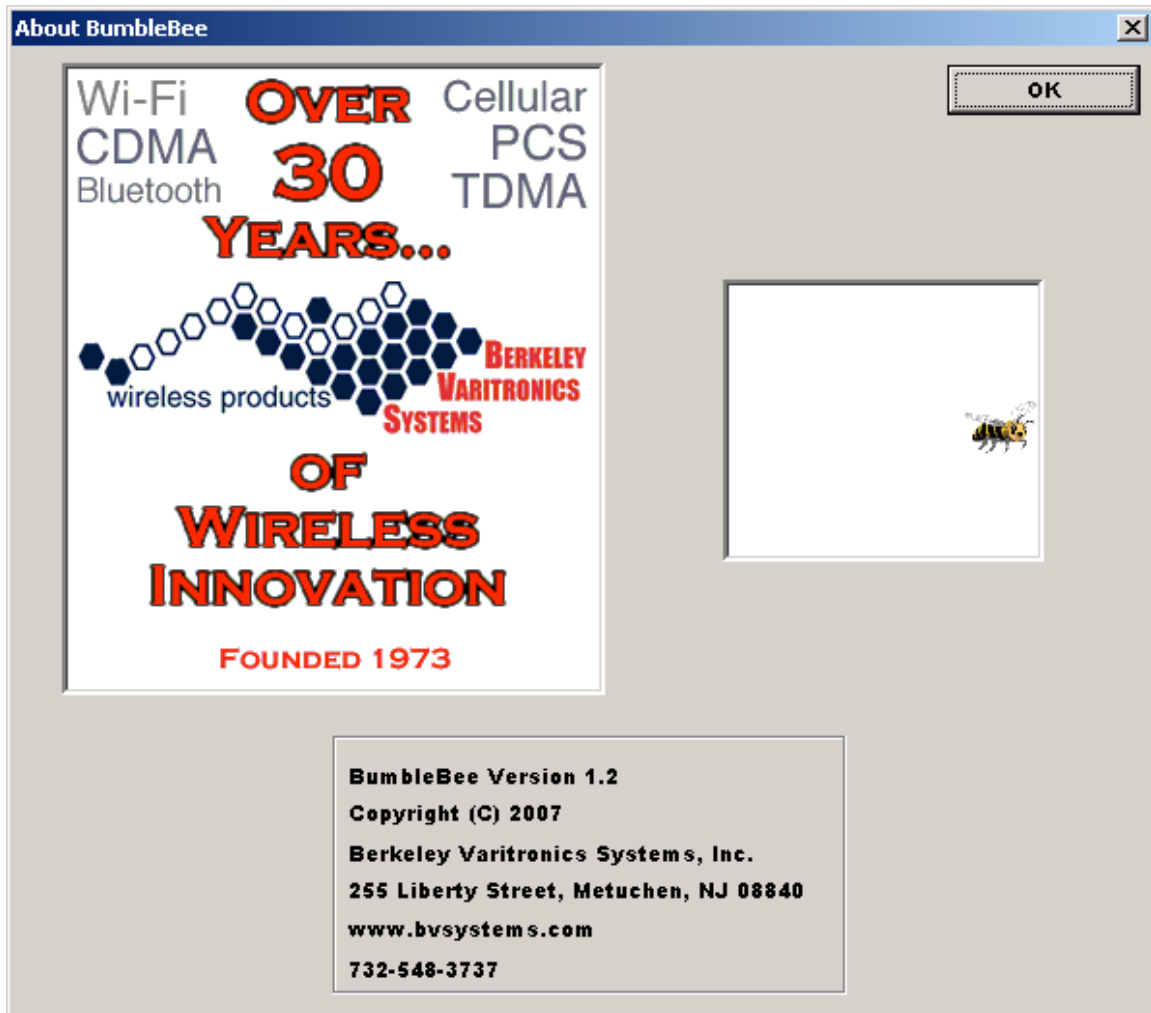 About BumbleBee
OK
Wi-Fi
CDMA
Bluetooth
OVER
30
YEARS...
Cellular
PCS
TDMA
wireless products
BERKELEY
VARITRONICS
SYSTEMS
OF
WIRELESS
INNOVATION
FOUNDED 1973
BumbleBee Version 1.2
Copyright (C) 2007
Berkeley Varitronics Systems, Inc.
255 Liberty Street, Metuchen, NJ 08840
www.bvsystems.com
732-548-3737